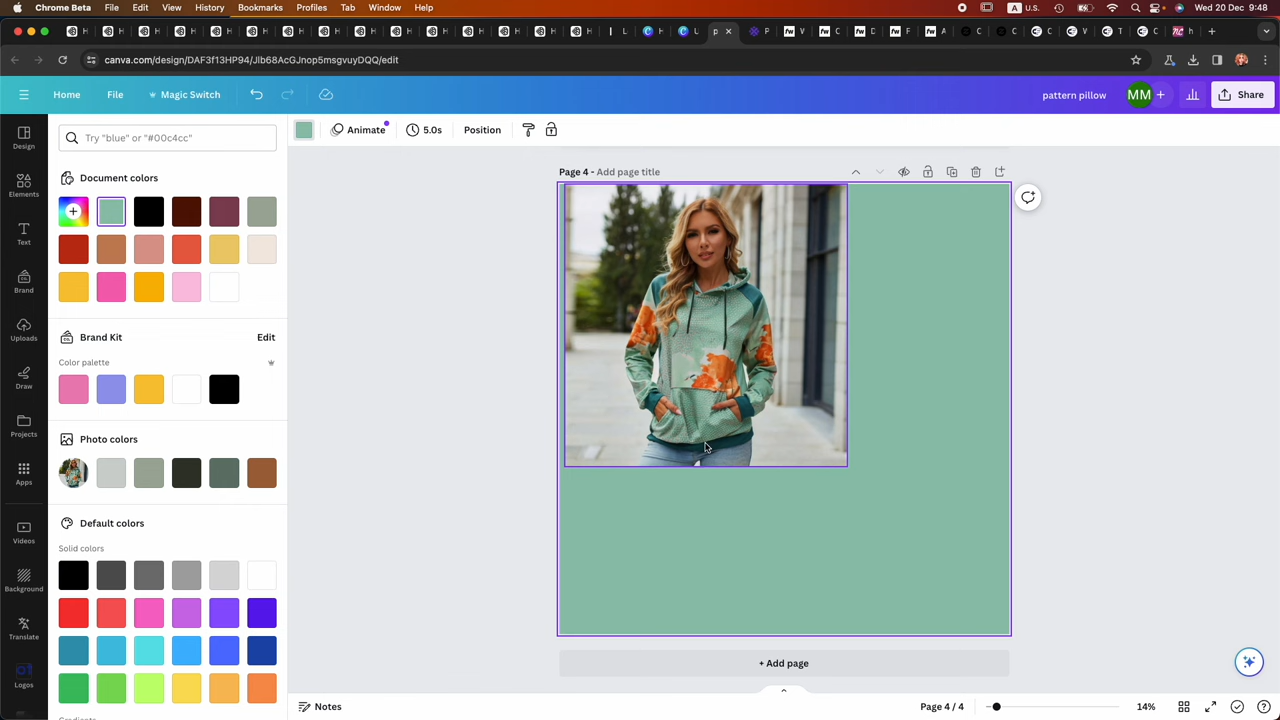 Chrome Beta File Edit View History Bookmarks Profiles Tab Window Help A U.S. Wed 20 Dec 9:48
canva.com/design/DAF3f13HP94/Jlb68AcGJnop5msgvuyDQQ/edit
Home File Magic Switch pattern pillow MM + Share
Try "blue" or "#00c4cc" Animate 5.0s Position
Design
Elements
Text
Brand
Uploads
Draw
Projects
Apps
Videos
Background
Translate
Logos
Document colors
Brand Kit Edit
Color palette
Photo colors
Default colors
Solid colors
Page 4 - Add page title
+ Add page
Notes Page 4 / 4 14%